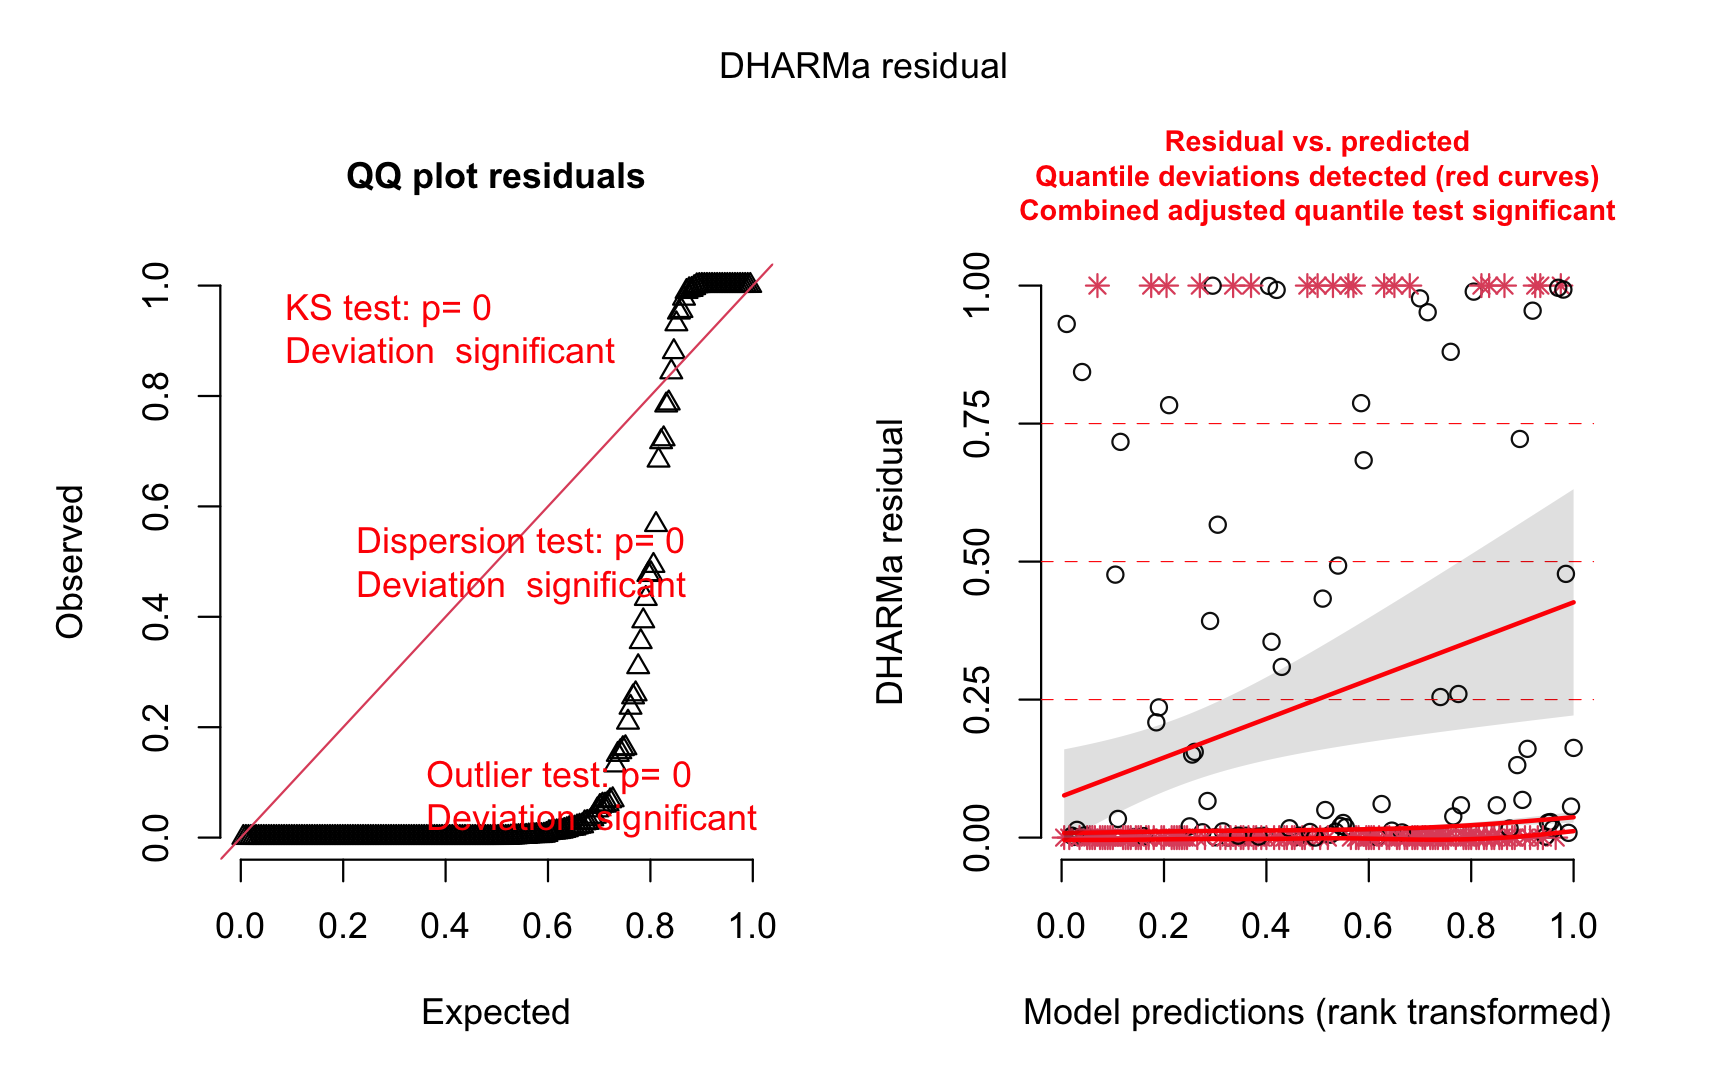 DHARMa residual
QQ plot residuals
KS test: p= 0
Deviation  significant
Dispersion test: p= 0
Deviation  significant
Outlier test: p= 0
Deviation  significant
Observed
0.0
0.2
0.4
0.6
0.8
1.0
0.0 0.2 0.4 0.6 0.8 1.0
Expected
Residual vs. predicted
Quantile deviations detected (red curves)
Combined adjusted quantile test significant
DHARMa residual
0.00
0.25
0.50
0.75
1.00
0.0 0.2 0.4 0.6 0.8 1.0
Model predictions (rank transformed)